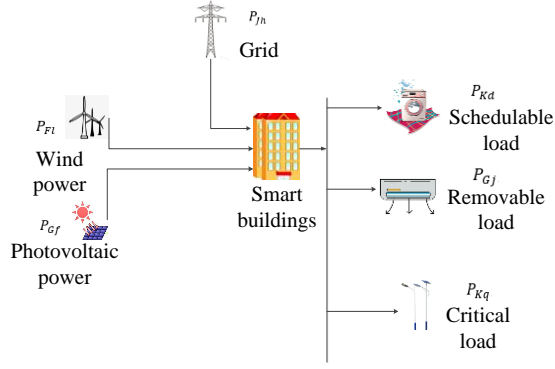 P_Jh
Grid
P_Fl
Wind
power
P_Gf
Photovoltaic
power
Smart
buildings
P_Kd
Schedulable
load
P_Gj
Removable
load
P_Kq
Critical
load